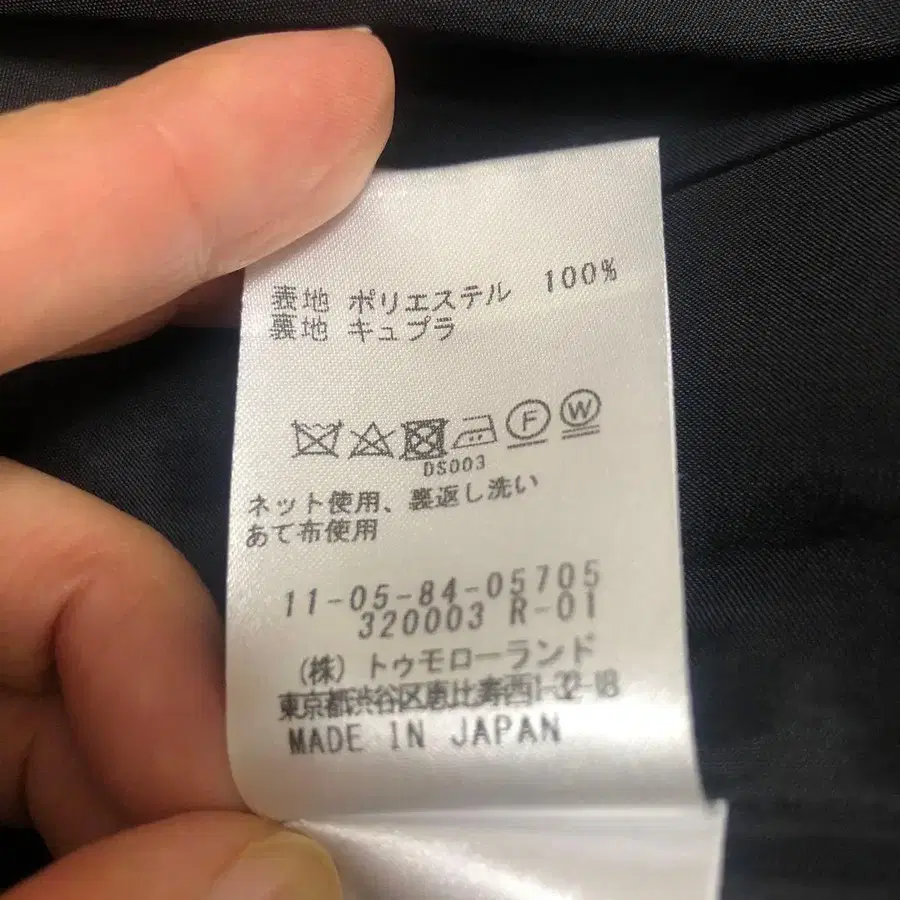 表地 ポリエステル 100%
裏地 キュプラ
F W
DS003
ネット使用、裏返し洗い
あて布使用
11-05-84-05705
320003 R-01
(株) トゥモローランド
東京都渋谷区恵比寿西1-32-18
MADE IN JAPAN